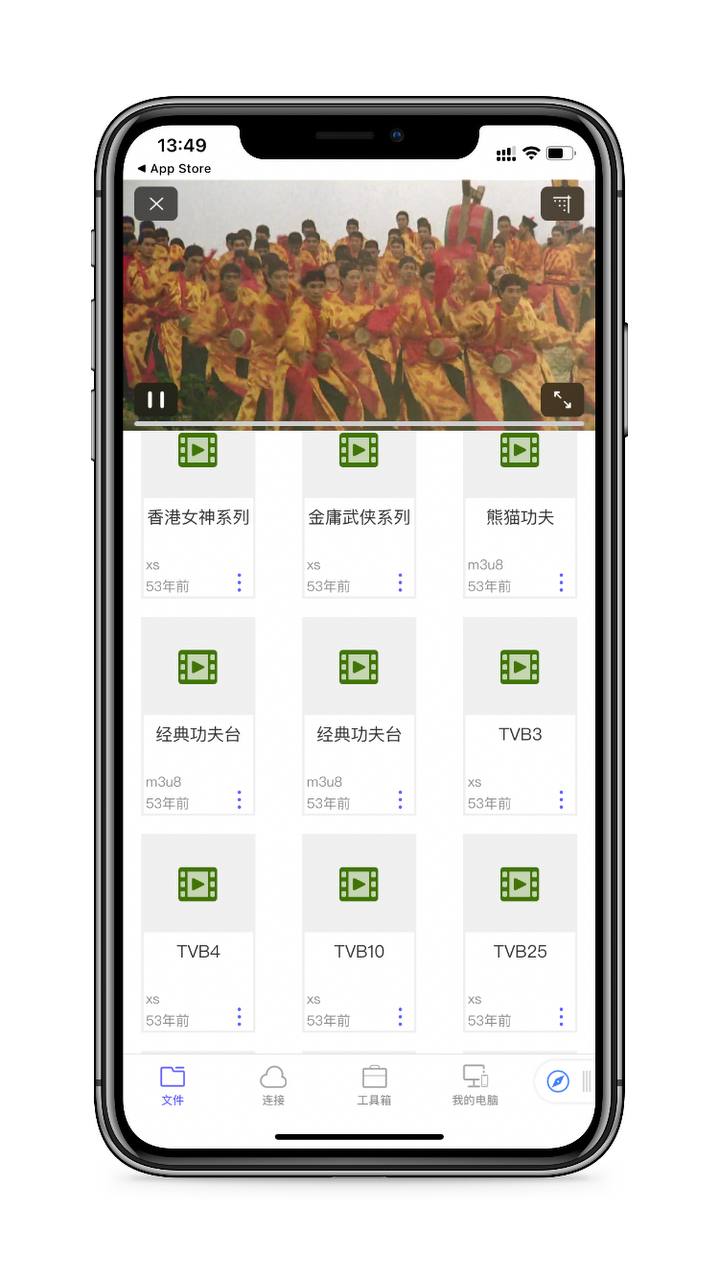 13:49
◀ App Store
香港女神系列
金庸武侠系列
熊猫功夫
xs
xs
m3u8
53年前
53年前
53年前
经典功夫台
经典功夫台
TVB3
m3u8
m3u8
xs
53年前
53年前
53年前
TVB4
TVB10
TVB25
xs
xs
xs
53年前
53年前
53年前
文件
连接
工具箱
我的电脑